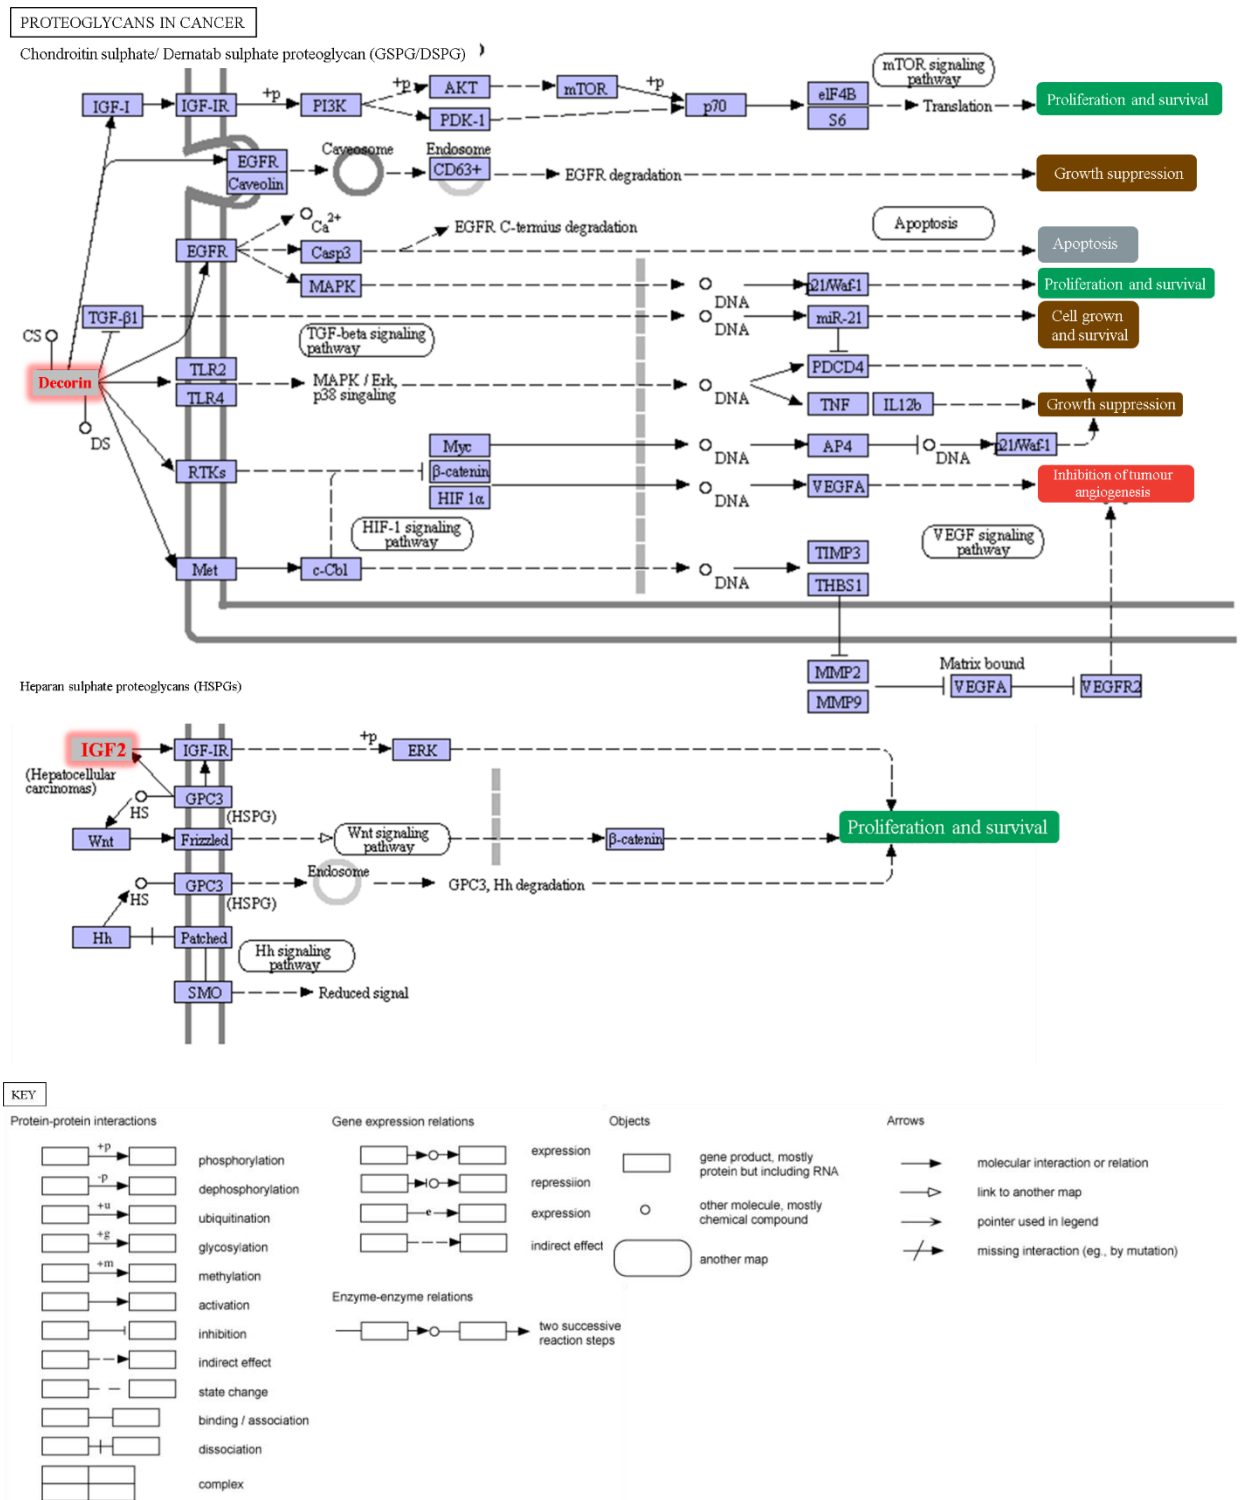 PROTEOGLYCANS IN CANCER
Chondroitin sulphate/ Dernatab sulphate proteoglycan (GSPG/DSPG) )
IGF-I
IGF-IR
+p
PI3K
+p
AKT
PDK-1
mTOR
+p
p70
eIF4B
S6
mTOR signaling
pathway
Translation
Proliferation and survival
EGFR
Caveolin
Caveosome
Endosome
CD63+
EGFR degradation
Growth suppression
EGFR
Ca2+
Casp3
MAPK
EGFR C-termius degradation
Apoptosis
Apoptosis
DNA
p21/Waf-1
Proliferation and survival
TGF-β1
TGF-beta signaling
pathway
DNA
miR-21
Cell grown
and survival
CS
Decorin
DS
TLR2
TLR4
MAPK / Erk,
p38 singaling
DNA
PDCD4
TNF
IL12b
Growth suppression
RTKs
Myc
β-catenin
HIF 1α
DNA
AP4
DNA
p21/Waf-1
DNA
VEGFA
Inhibition of tumour
angiogenesis
HIF-1 signaling
pathway
VEGF signaling
pathway
Met
c-Cbl
DNA
TIMP3
THBS1
MMP2
MMP9
Matrix bound
VEGFA
VEGFR2
Heparan sulphate proteoglycans (HSPGs)
IGF2
(Hepatocellular
carcinomas)
IGF-IR
+p
ERK
HS
GPC3
(HSPG)
Wnt
Frizzled
Wnt signaling
pathway
β-catenin
Proliferation and survival
HS
GPC3
(HSPG)
Endosome
GPC3, Hh degradation
Hh
Patched
Hh signaling
pathway
SMO
Reduced signal
KEY
Protein-protein interactions
+p
phosphorylation
-p
dephosphorylation
+u
ubiquitination
+g
glycosylation
+m
methylation
activation
inhibition
indirect effect
state change
binding / association
dissociation
complex
Gene expression relations
expression
repressiion
e
expression
indirect effect
Enzyme-enzyme relations
two successive
reaction steps
Objects
gene product, mostly
protein but including RNA
other molecule, mostly
chemical compound
another map
Arrows
molecular interaction or relation
link to another map
pointer used in legend
missing interaction (eg., by mutation)